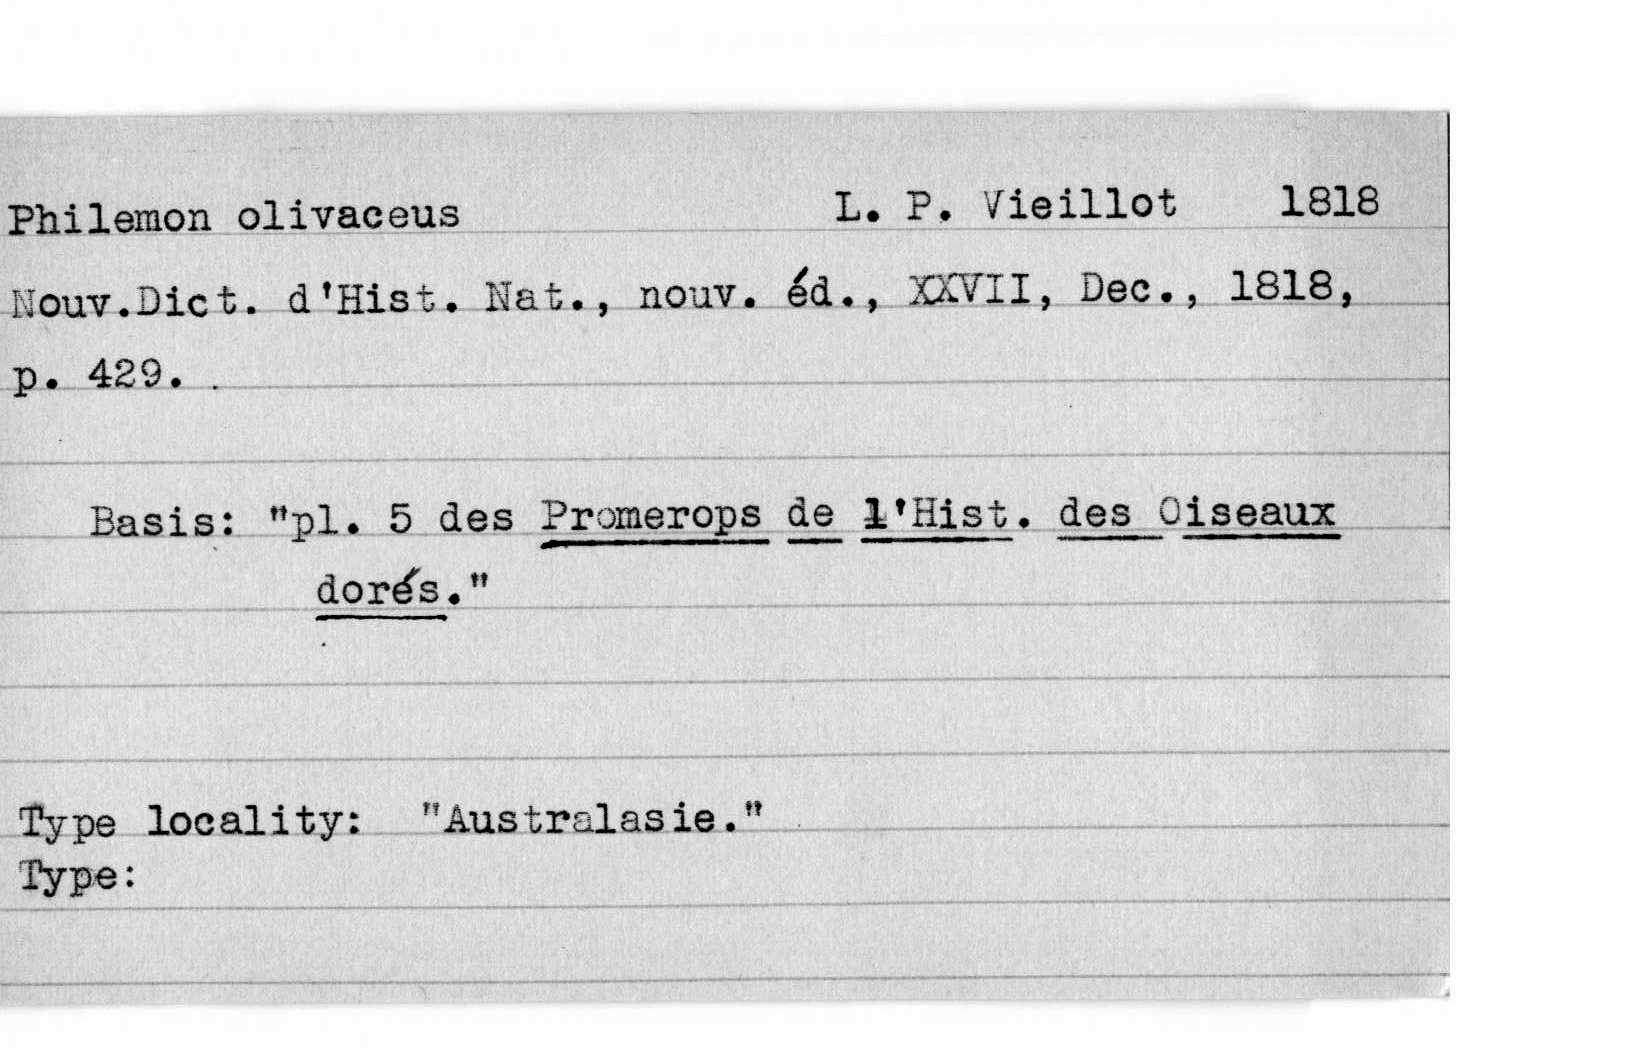 Philemon olivaceus L. P. Vieillot 1818
Nouv.Dict. d'Hist. Nat., nouv. éd., XXVII, Dec., 1818,
p. 429. .
Basis: "pl. 5 des Promerops de l'Hist. des Oiseaux
dorés."
Type locality: "Australasie."
Type: